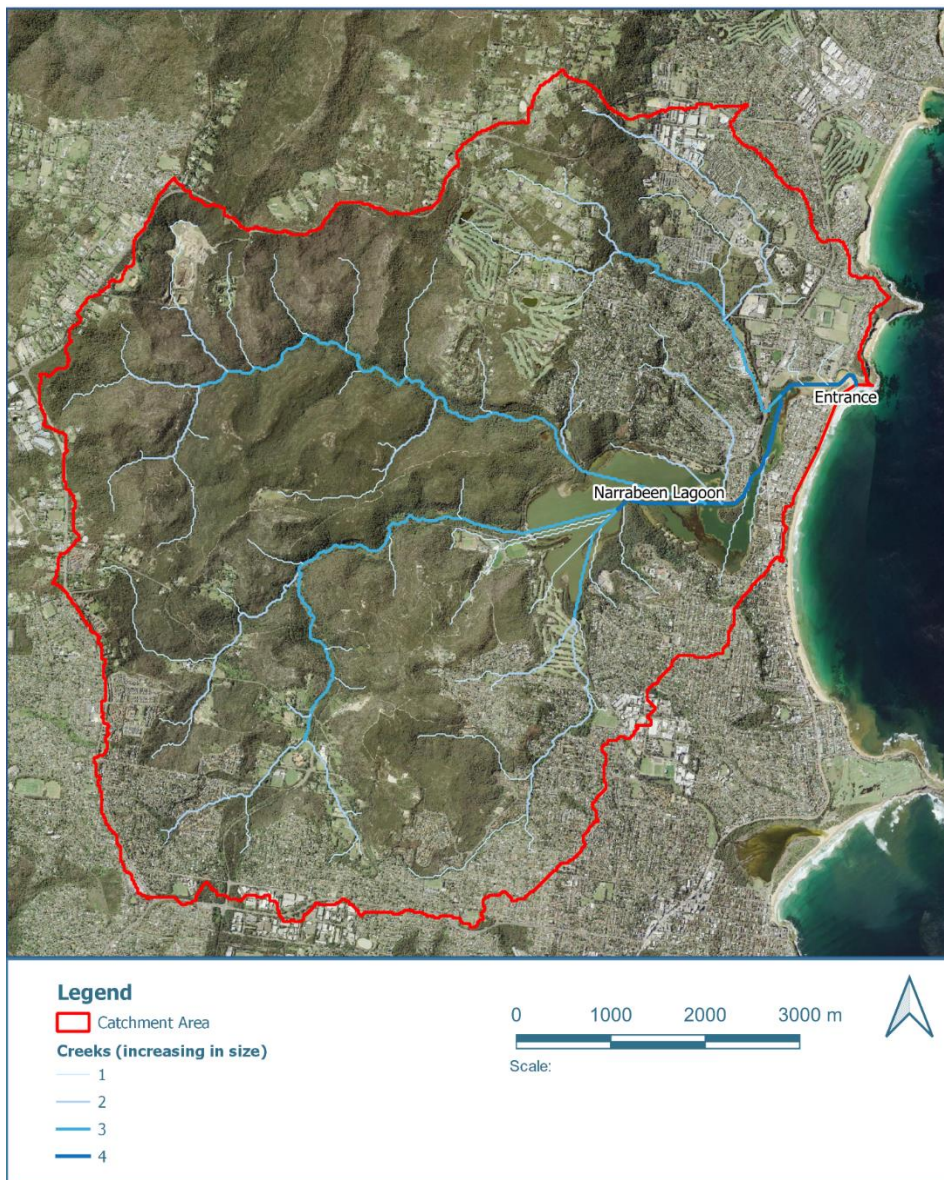 Entrance
Narrabeen Lagoon
Legend
Catchment Area
Creeks (increasing in size)
1
2
3
4
0 1000 2000 3000 m
Scale: